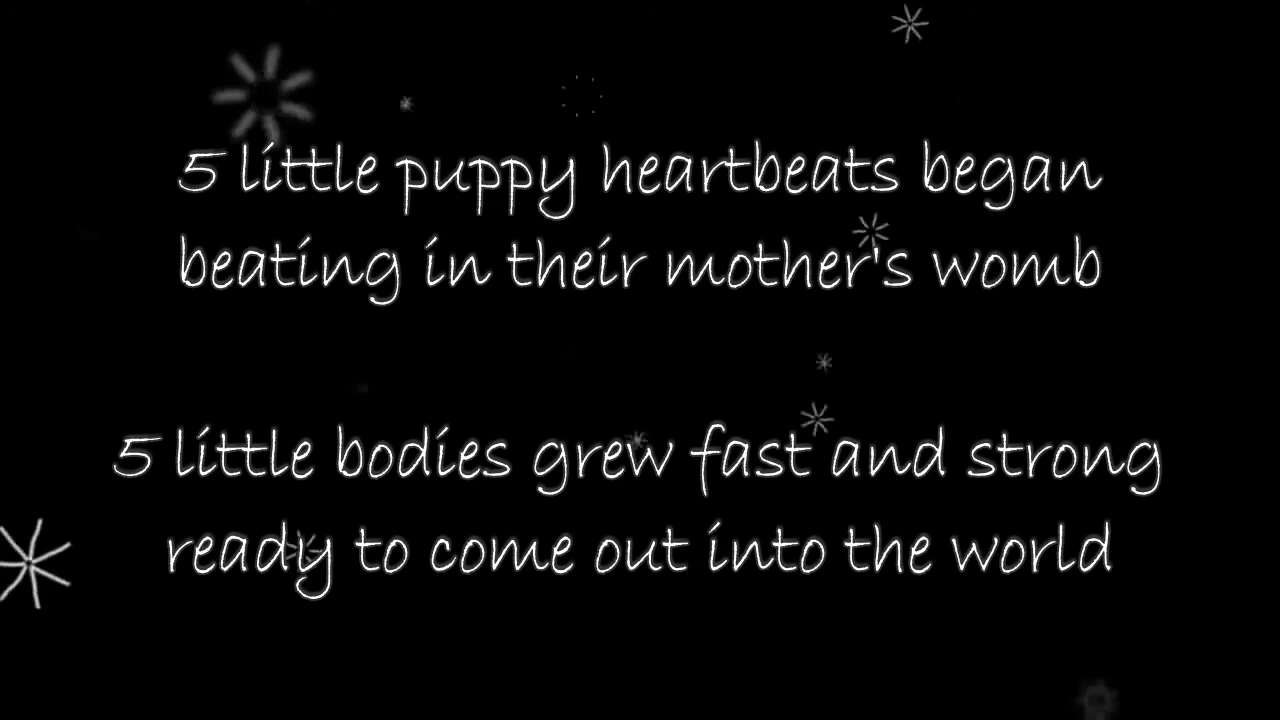 5 little puppy heartbeats began
beating in their mother's womb
5 little bodies grew fast and strong
ready to come out into the world